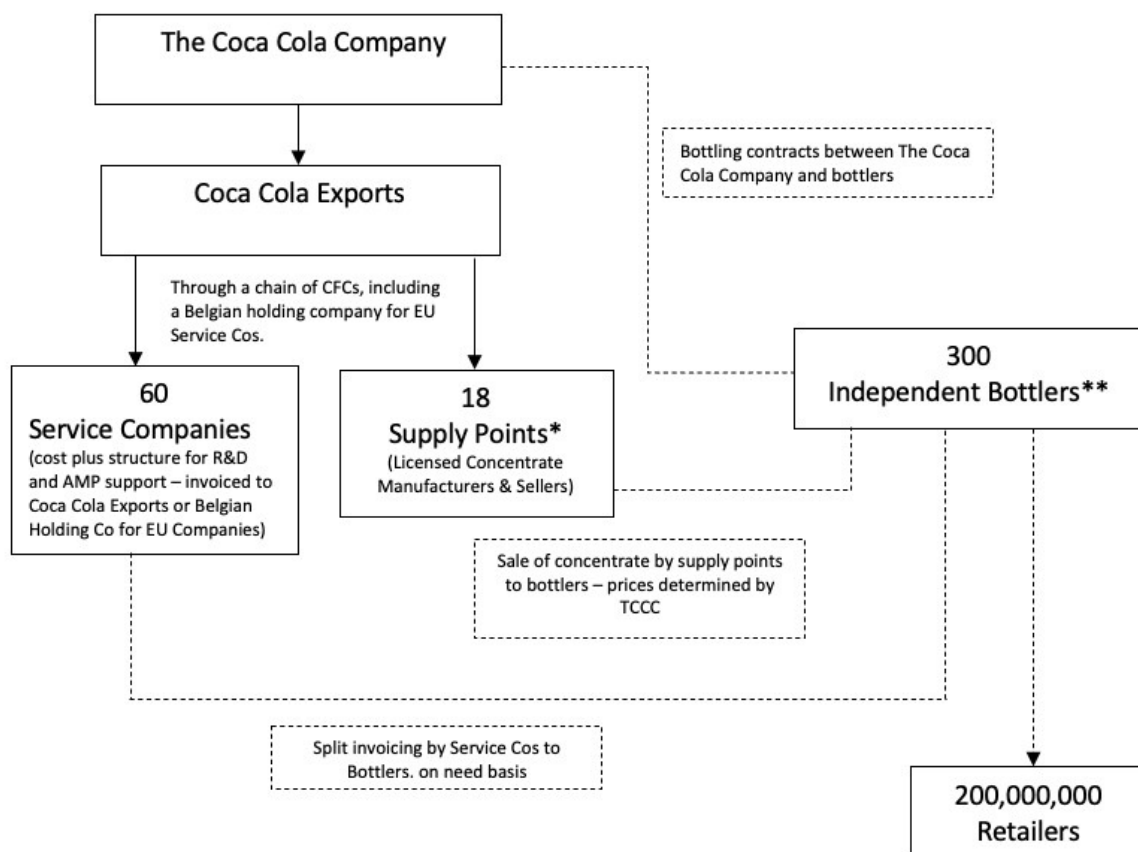 The Coca Cola Company
Bottling contracts between The Coca
Cola Company and bottlers
Coca Cola Exports
Through a chain of CFCs, including
a Belgian holding company for EU
Service Cos.
60
Service Companies
(cost plus structure for R&D
and AMP support – invoiced to
Coca Cola Exports or Belgian
Holding Co for EU Companies)
18
Supply Points*
(Licensed Concentrate
Manufacturers & Sellers)
300
Independent Bottlers**
Sale of concentrate by supply points
to bottlers – prices determined by
TCCC
Split invoicing by Service Cos to
Bottlers. on need basis
200,000,000
Retailers